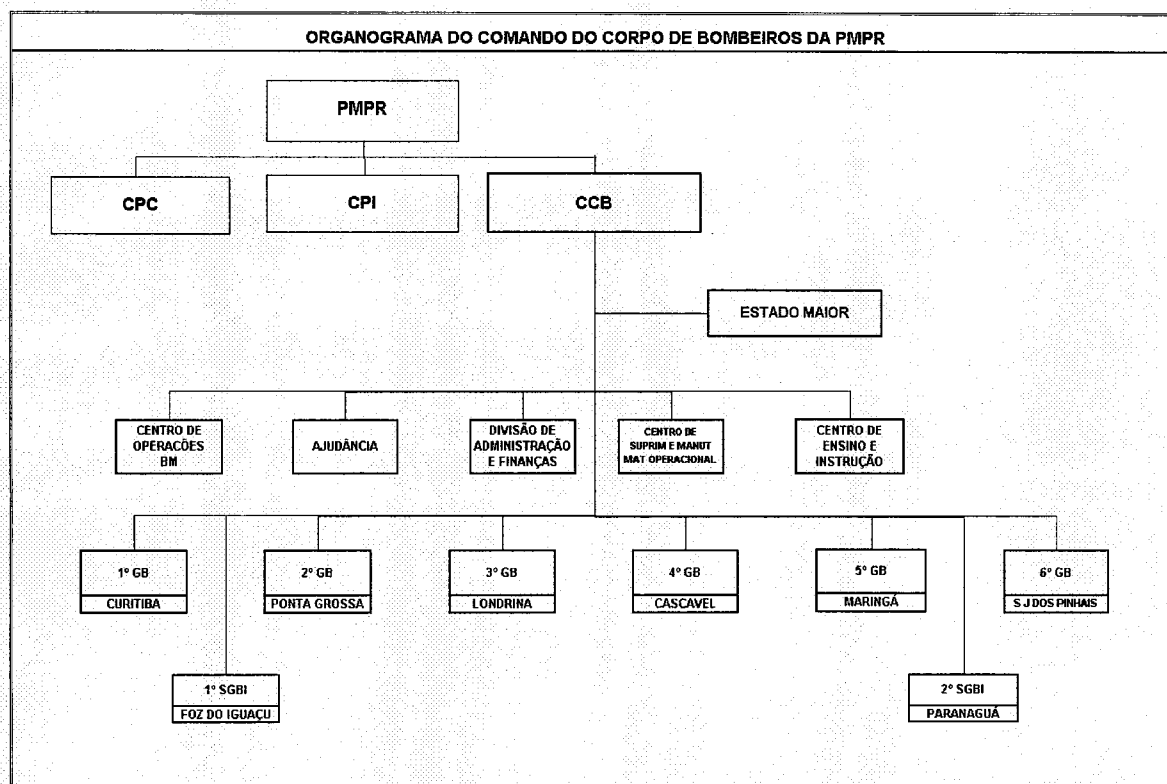 ORGANOGRAMA DO COMANDO DO CORPO DE BOMBEIROS DA PMPR
PMPR
CPC
CPI
CCB
ESTADO MAIOR
CENTRO DE
OPERACÕES
BM
AJUDÂNCIA
DIVISÃO DE
ADMINISTRAÇÃO
E FINANÇAS
CENTRO DE
SUPRIM E MANUT
MAT OPERACIONAL
CENTRO DE
ENSINO E
INSTRUÇÃO
1º GB
CURITIBA
2º GB
PONTA GROSSA
3º GB
LONDRINA
4º GB
CASCAVEL
5º GB
MARINGÁ
6º GB
S J DOS PINHAIS
1º SGBI
FOZ DO IGUAÇU
2º SGBI
PARANAGUÁ